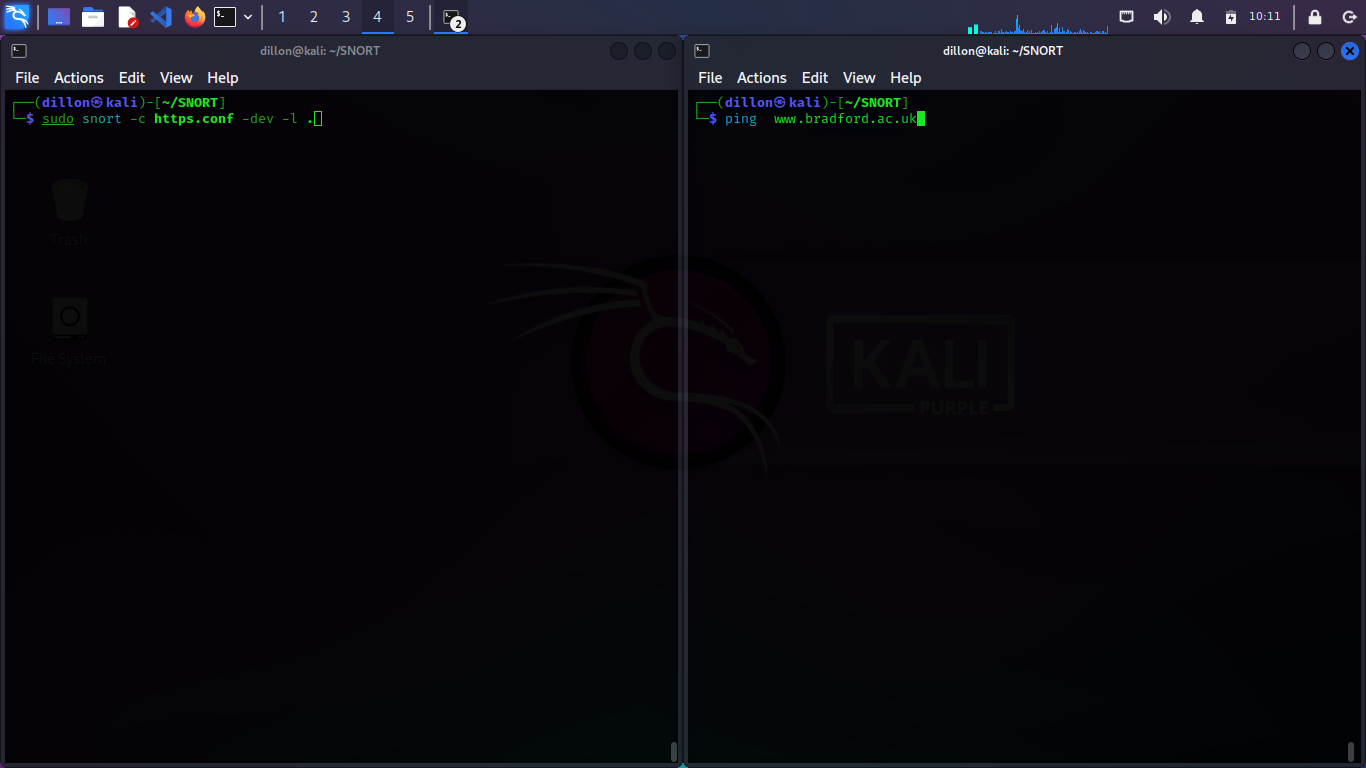 1 2 3 4 5 2 10:11
dillon@kali: ~/SNORT
File Actions Edit View Help
┌──(dillon㉿kali)-[~/SNORT]
└─$ sudo snort -c https.conf -dev -l .
Trash
File System
dillon@kali: ~/SNORT
File Actions Edit View Help
┌──(dillon㉿kali)-[~/SNORT]
└─$ ping  www.bradford.ac.uk
KALI
PURPLE